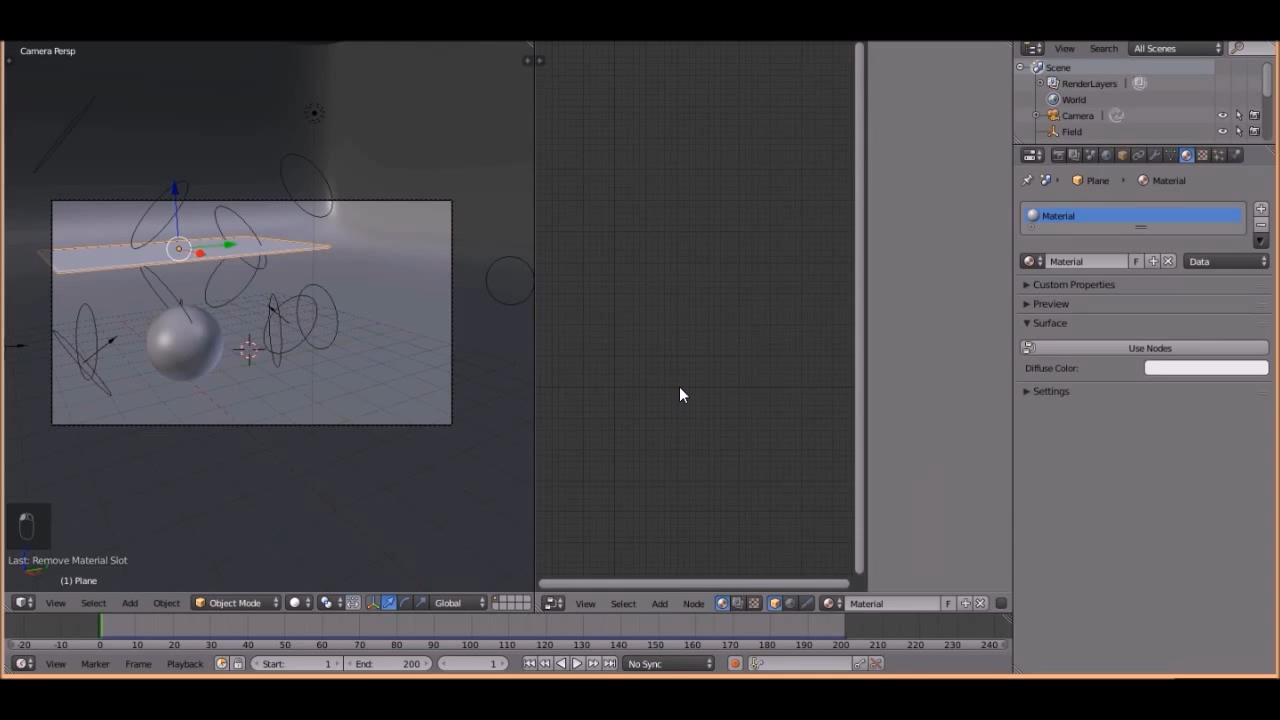 Camera Persp
View Search All Scenes
Scene
RenderLayers
World
Camera
Field
Plane Material
Material
Material F Data
Custom Properties
Preview
Surface
Use Nodes
Diffuse Color:
Settings
Last: Remove Material Slot
(1) Plane
View Select Add Object Object Mode Global
View Select Add Node Material F
-20 -10 0 10 20 30 40 50 60 70 80 90 100 110 120 130 140 150 160 170 180 190 200 210 220 230 240
View Marker Frame Playback Start: 1 End: 200 1 No Sync